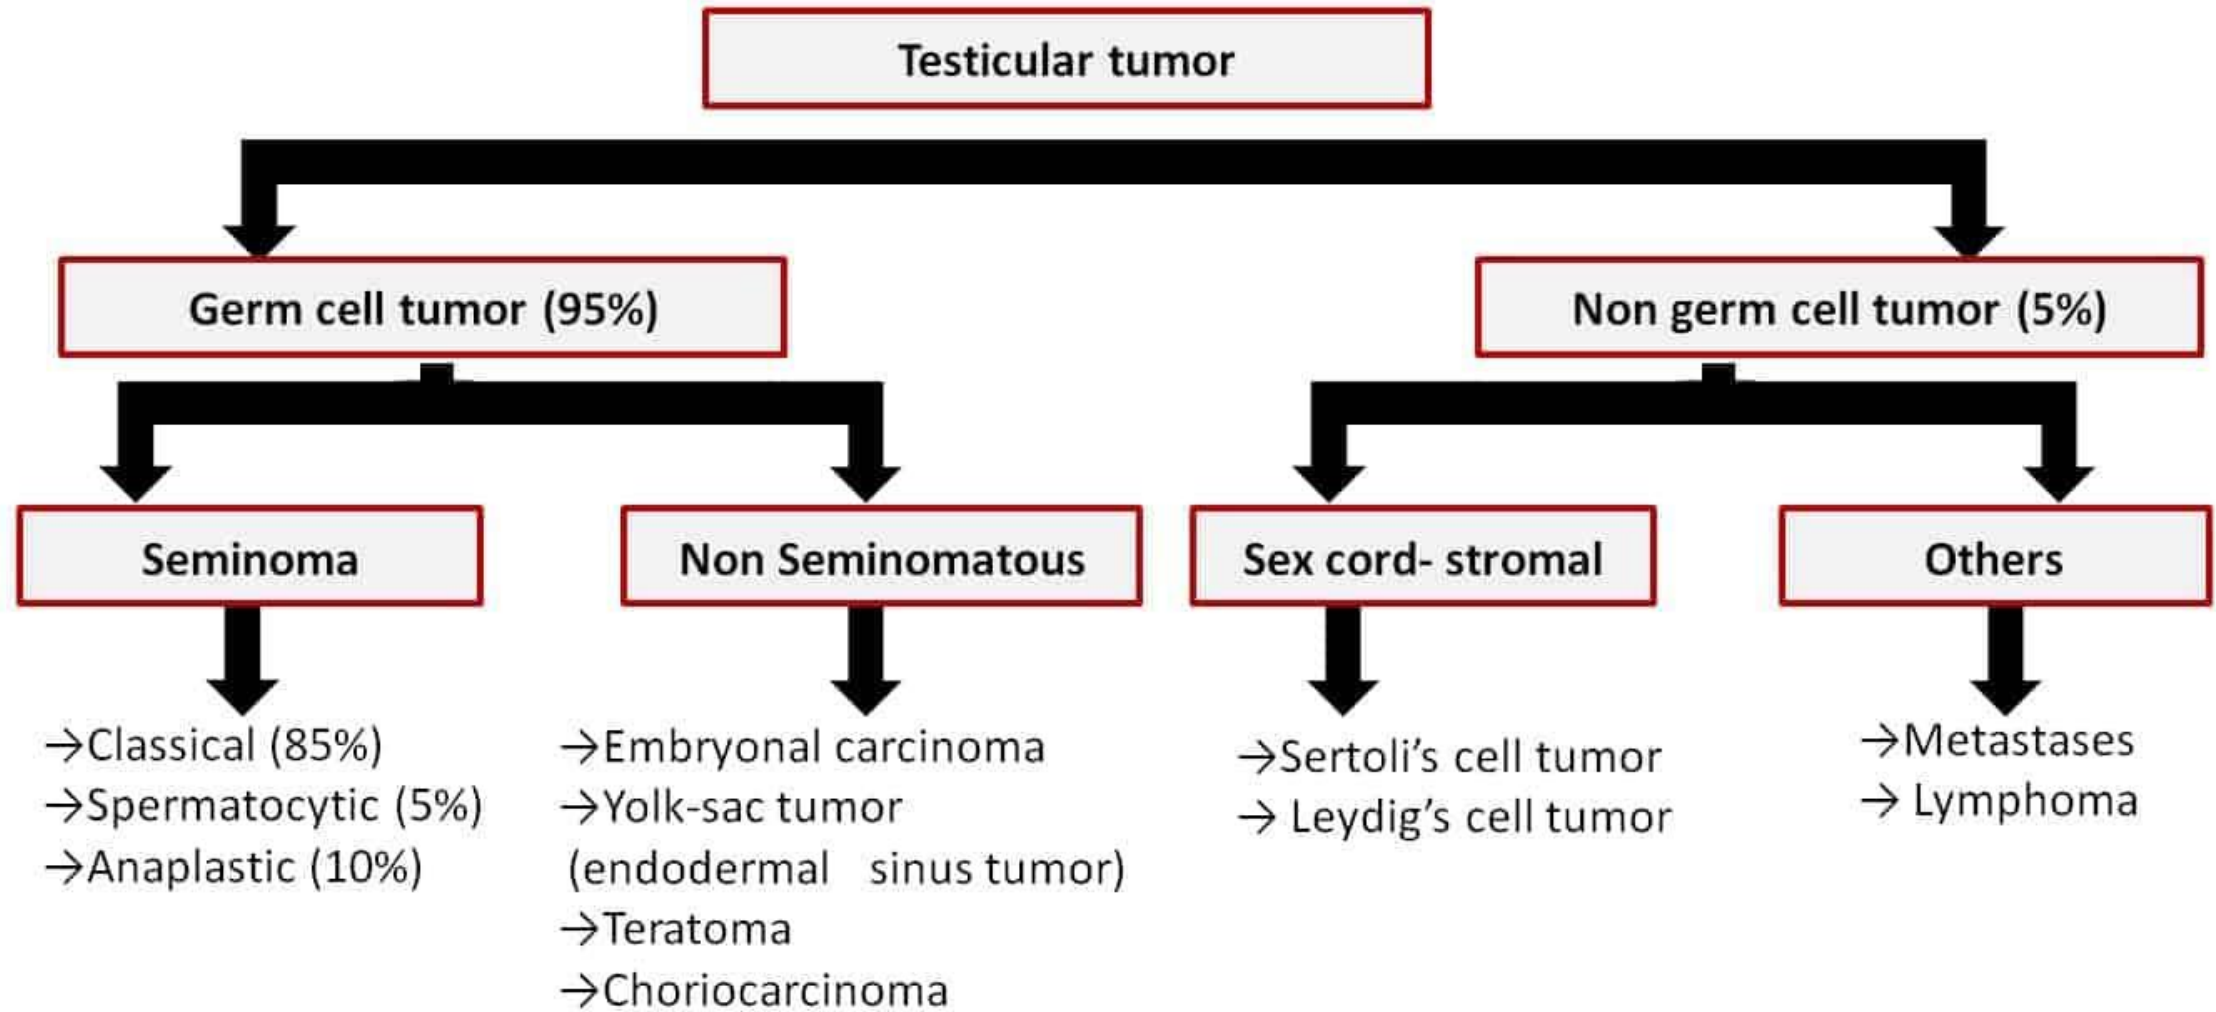 Testicular tumor
Germ cell tumor (95%)
Non germ cell tumor (5%)
Seminoma
Non Seminomatous
Sex cord- stromal
Others
→Classical (85%)
→Spermatocytic (5%)
→Anaplastic (10%)
→Embryonal carcinoma
→Yolk-sac tumor
(endodermal sinus tumor)
→Teratoma
→Choriocarcinoma
→Sertoli’s cell tumor
→ Leydig’s cell tumor
→Metastases
→ Lymphoma